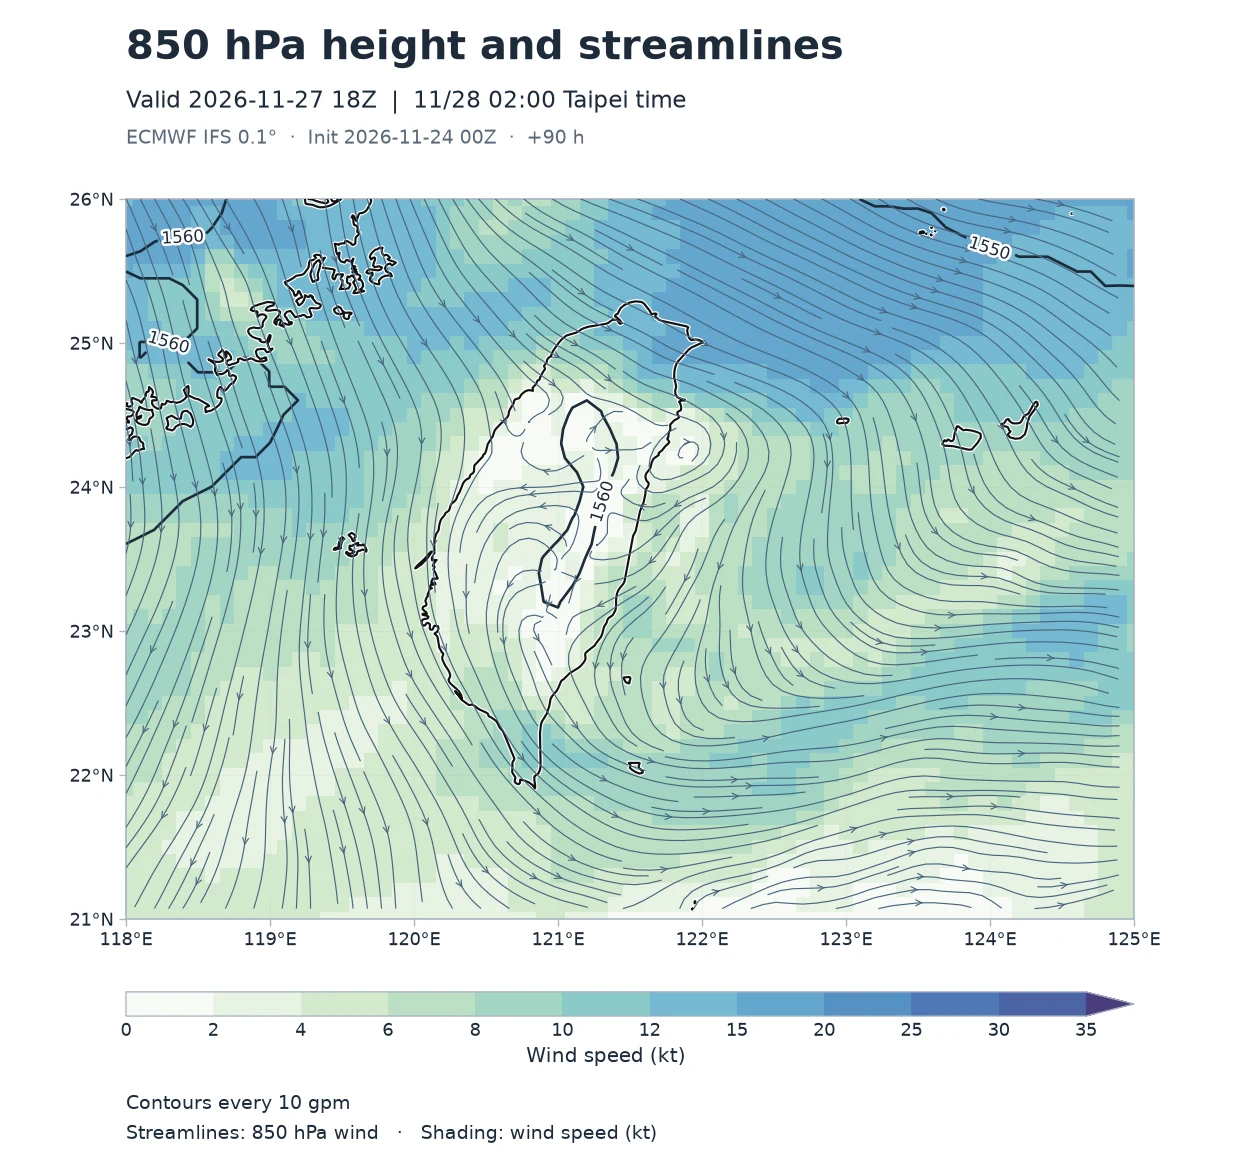 850 hPa height and streamlines
Valid 2026-11-27 18Z | 11/28 02:00 Taipei time
ECMWF IFS 0.1° · Init 2026-11-24 00Z · +90 h
26°N
25°N
24°N
23°N
22°N
21°N
1560
1550
1560
1560
118°E 119°E 120°E 121°E 122°E 123°E 124°E 125°E
0 2 4 6 8 10 12 15 20 25 30 35
Wind speed (kt)
Contours every 10 gpm
Streamlines: 850 hPa wind · Shading: wind speed (kt)